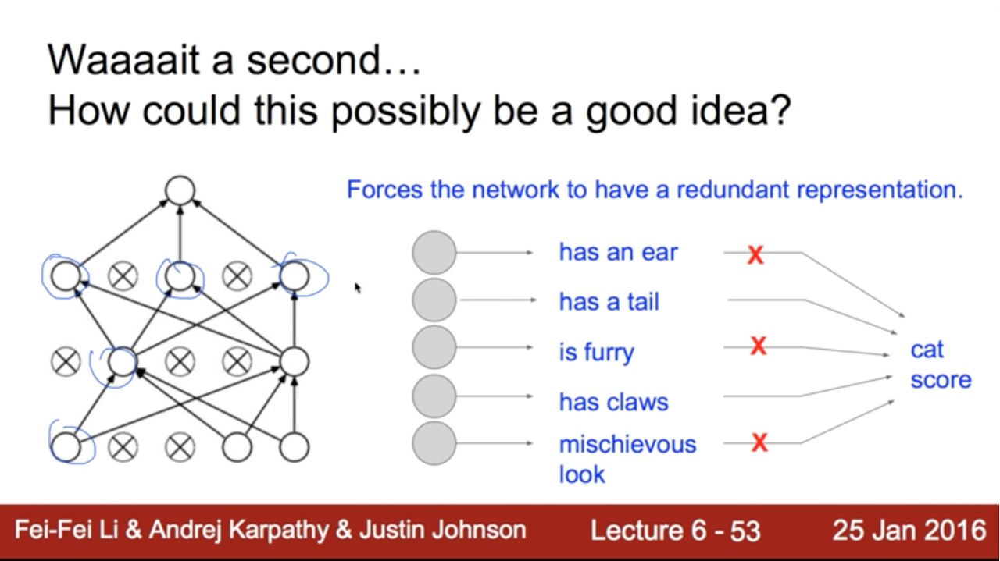 Waaaait a second…
How could this possibly be a good idea?
Forces the network to have a redundant representation.
has an ear
X
has a tail
is furry
X
has claws
mischievous
look
X
cat
score
Fei-Fei Li & Andrej Karpathy & Justin Johnson
Lecture 6 - 53
25 Jan 2016